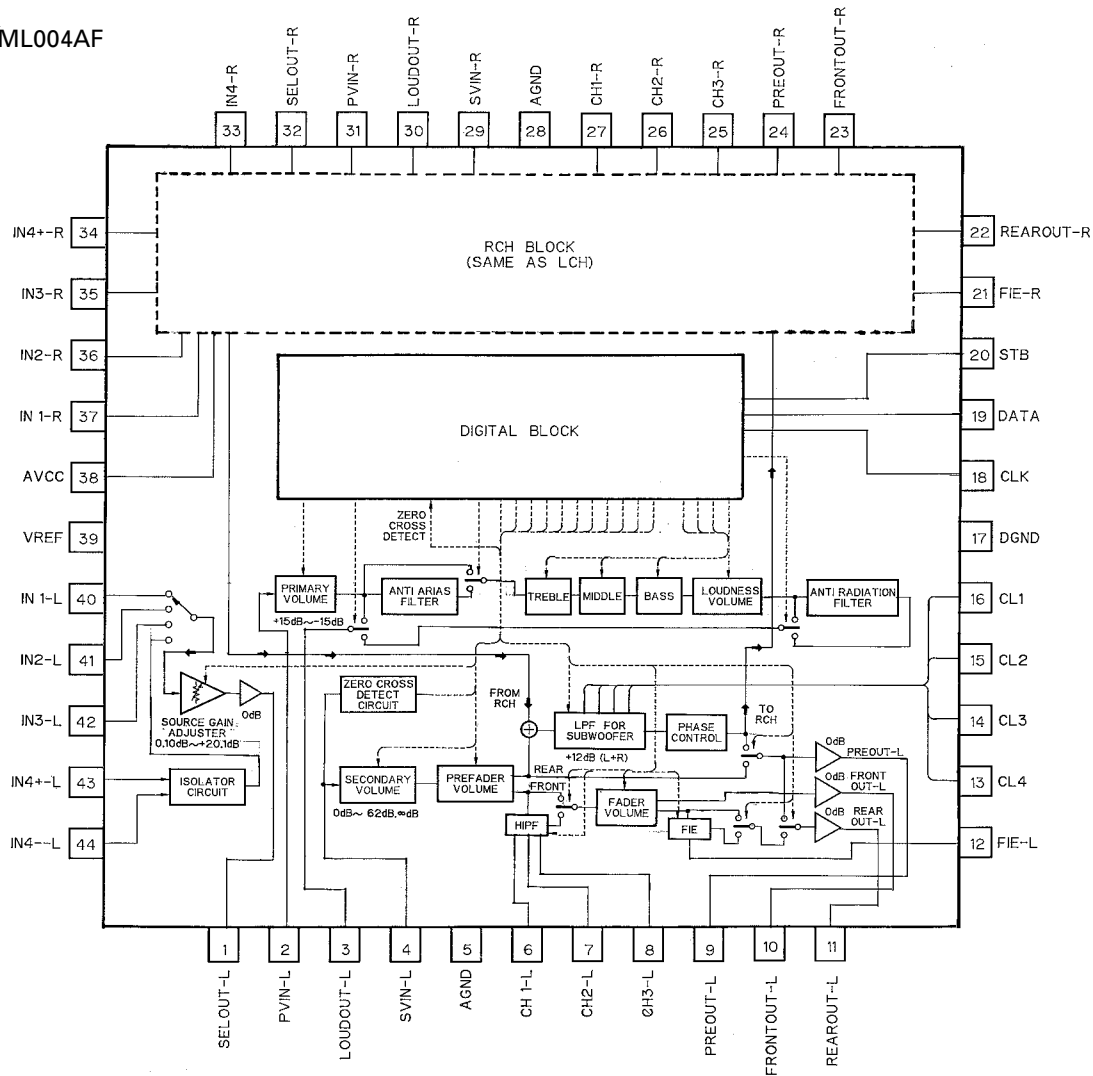 ML004AF
IN4-R
SELOUT-R
PVIN-R
LOUDOUT-R
SVIN-R
AGND
CH1-R
CH2-R
CH3-R
PREOUT-R
FRONTOUT-R
33
32
31
30
29
28
27
26
25
24
23
IN4+-R 34
IN3-R 35
IN2-R 36
IN 1-R 37
AVCC 38
VREF 39
IN 1-L 40
IN2-L 41
IN3-L 42
IN4+-L 43
IN4--L 44
22 REAROUT-R
21 FIE-R
20 STB
19 DATA
18 CLK
17 DGND
16 CL1
15 CL2
14 CL3
13 CL4
12 FIE-L
RCH BLOCK
(SAME AS LCH)
DIGITAL BLOCK
ZERO
CROSS
DETECT
PRIMARY
VOLUME
+15dB~-15dB
ANTI ARIAS
FILTER
TREBLE
MIDDLE
BASS
LOUDNESS
VOLUME
ANTI RADIATION
FILTER
SOURCE GAIN
ADJUSTER
0,10dB~+20,1dB
0dB
ISOLATOR
CIRCUIT
ZERO CROSS
DETECT
CIRCUIT
FROM
RCH
LPF FOR
SUBWOOFER
+12dB (L+R)
PHASE
CONTROL
TO
RCH
SECONDARY
VOLUME
0dB~ 62dB,∞dB
PREFADER
VOLUME
REAR
FRONT
HIPF
FADER
VOLUME
FIE
0dB
PREOUT-L
0dB FRONT
OUT-L
0dB REAR
OUT-L
1
2
3
4
5
6
7
8
9
10
11
SELOUT-L
PVIN-L
LOUDOUT-L
SVIN-L
AGND
CH 1-L
CH2-L
CH3-L
PREOUT-L
FRONTOUT-L
REAROUT-L